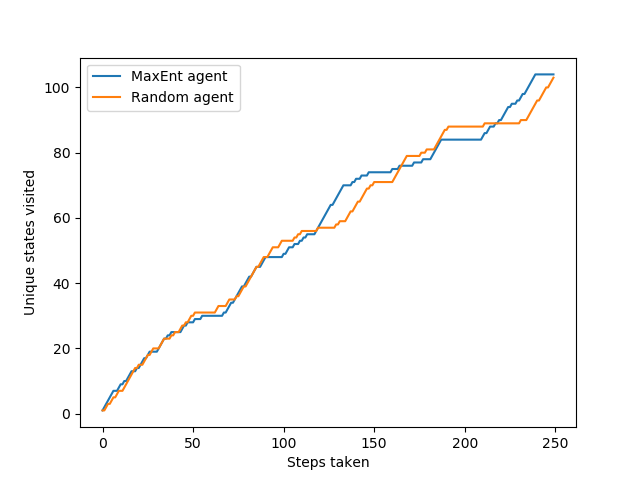 MaxEnt agent
Random agent
100
80
60
40
20
0
Unique states visited
0 50 100 150 200 250
Steps taken